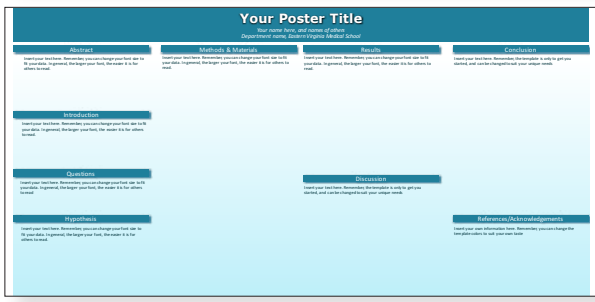 Your Poster Title
Your name here, and names of others
Department name, Eastern Virginia Medical School
Abstract
Insert your text here. Remember, you can change your font size to
fit your data. In general, the larger your font, the easier it is for
others to read.
Introduction
Insert your text here. Remember, you can change your font size to fit
your data. In general, the larger your font, the easier it is for others
to read.
Questions
Insert your text here. Remember, you can change your font size to fit
your data. In general, the larger your font, the easier it is for others
to read.
Hypothesis
Insert your text here. Remember, you can change your font size to
fit your data. In general, the larger your font, the easier it is for
others to read.
Methods & Materials
Insert your text here. Remember, you can change your font size to fit
your data. In general, the larger your font, the easier it is for others to
read.
Results
Insert your text here. Remember, you can change your font size to fit
your data. In general, the larger your font, the easier it is for others to
read.
Discussion
Insert your text here. Remember, the template is only to get you
started, and can be changed to suit your unique needs
Conclusion
Insert your text here. Remember, the template is only to get you
started, and can be changed to suit your unique needs
References/Acknowledgements
Insert your own information here. Remember, you can change the
template colors to suit your own taste